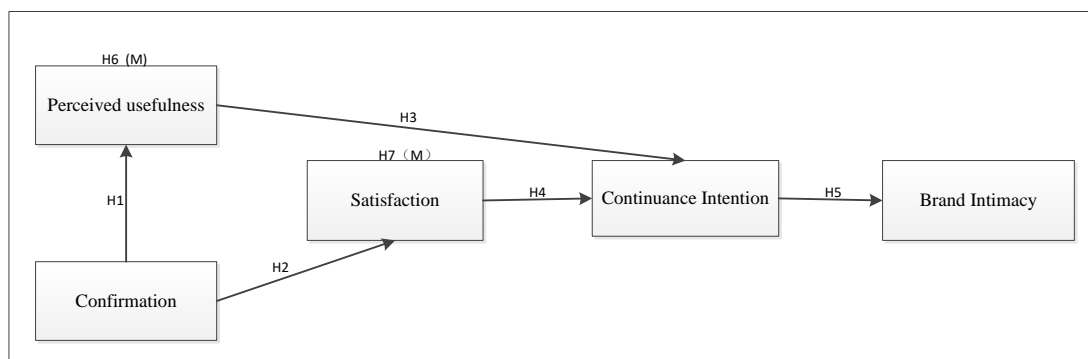 H6 (M)
Perceived usefulness
H3
H7（M）
Satisfaction
H4
Continuance Intention
H5
Brand Intimacy
H1
H2
Confirmation